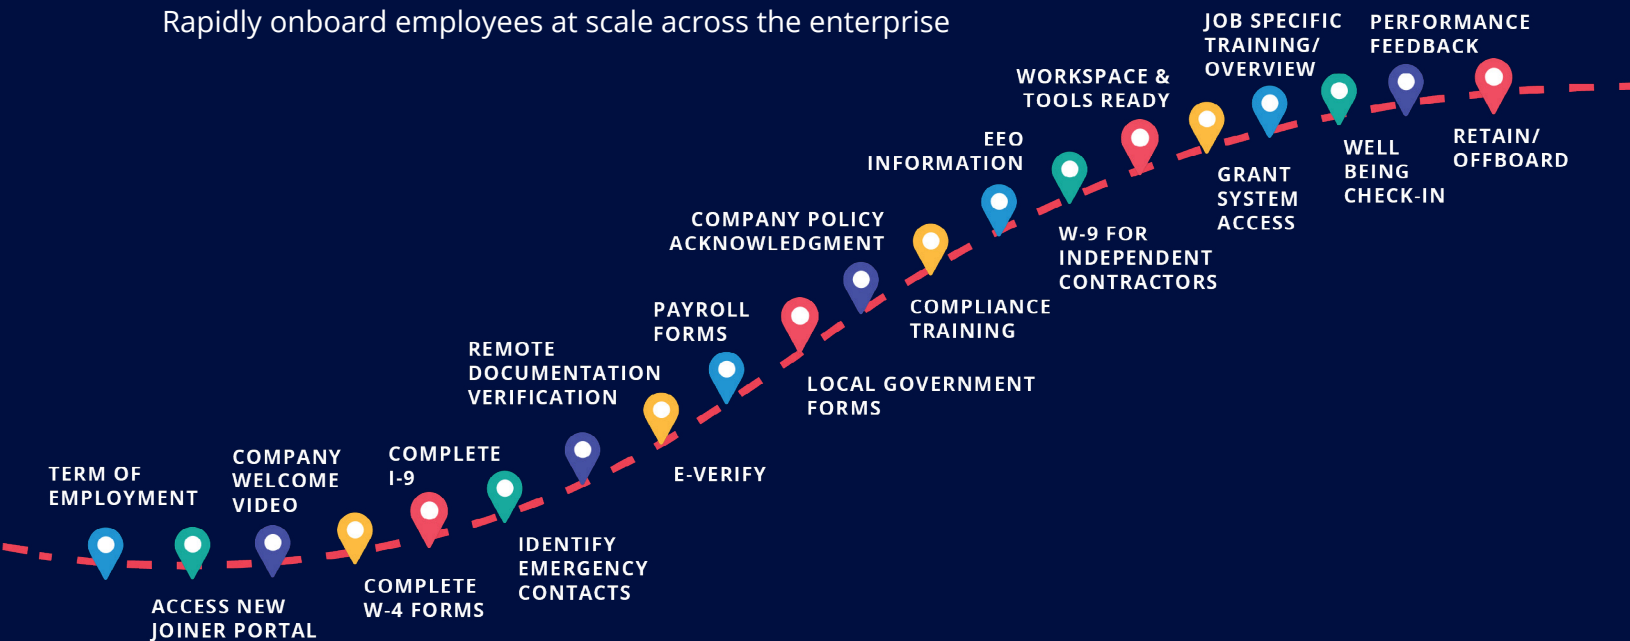 Rapidly onboard employees at scale across the enterprise
TERM OF
EMPLOYMENT
ACCESS NEW
JOINER PORTAL
COMPANY
WELCOME
VIDEO
COMPLETE
W-4 FORMS
COMPLETE
I-9
IDENTIFY
EMERGENCY
CONTACTS
REMOTE
DOCUMENTATION
VERIFICATION
E-VERIFY
PAYROLL
FORMS
LOCAL GOVERNMENT
FORMS
COMPANY POLICY
ACKNOWLEDGMENT
COMPLIANCE
TRAINING
EEO
INFORMATION
W-9 FOR
INDEPENDENT
CONTRACTORS
WORKSPACE &
TOOLS READY
GRANT
SYSTEM
ACCESS
JOB SPECIFIC
TRAINING/
OVERVIEW
WELL
BEING
CHECK-IN
PERFORMANCE
FEEDBACK
RETAIN/
OFFBOARD